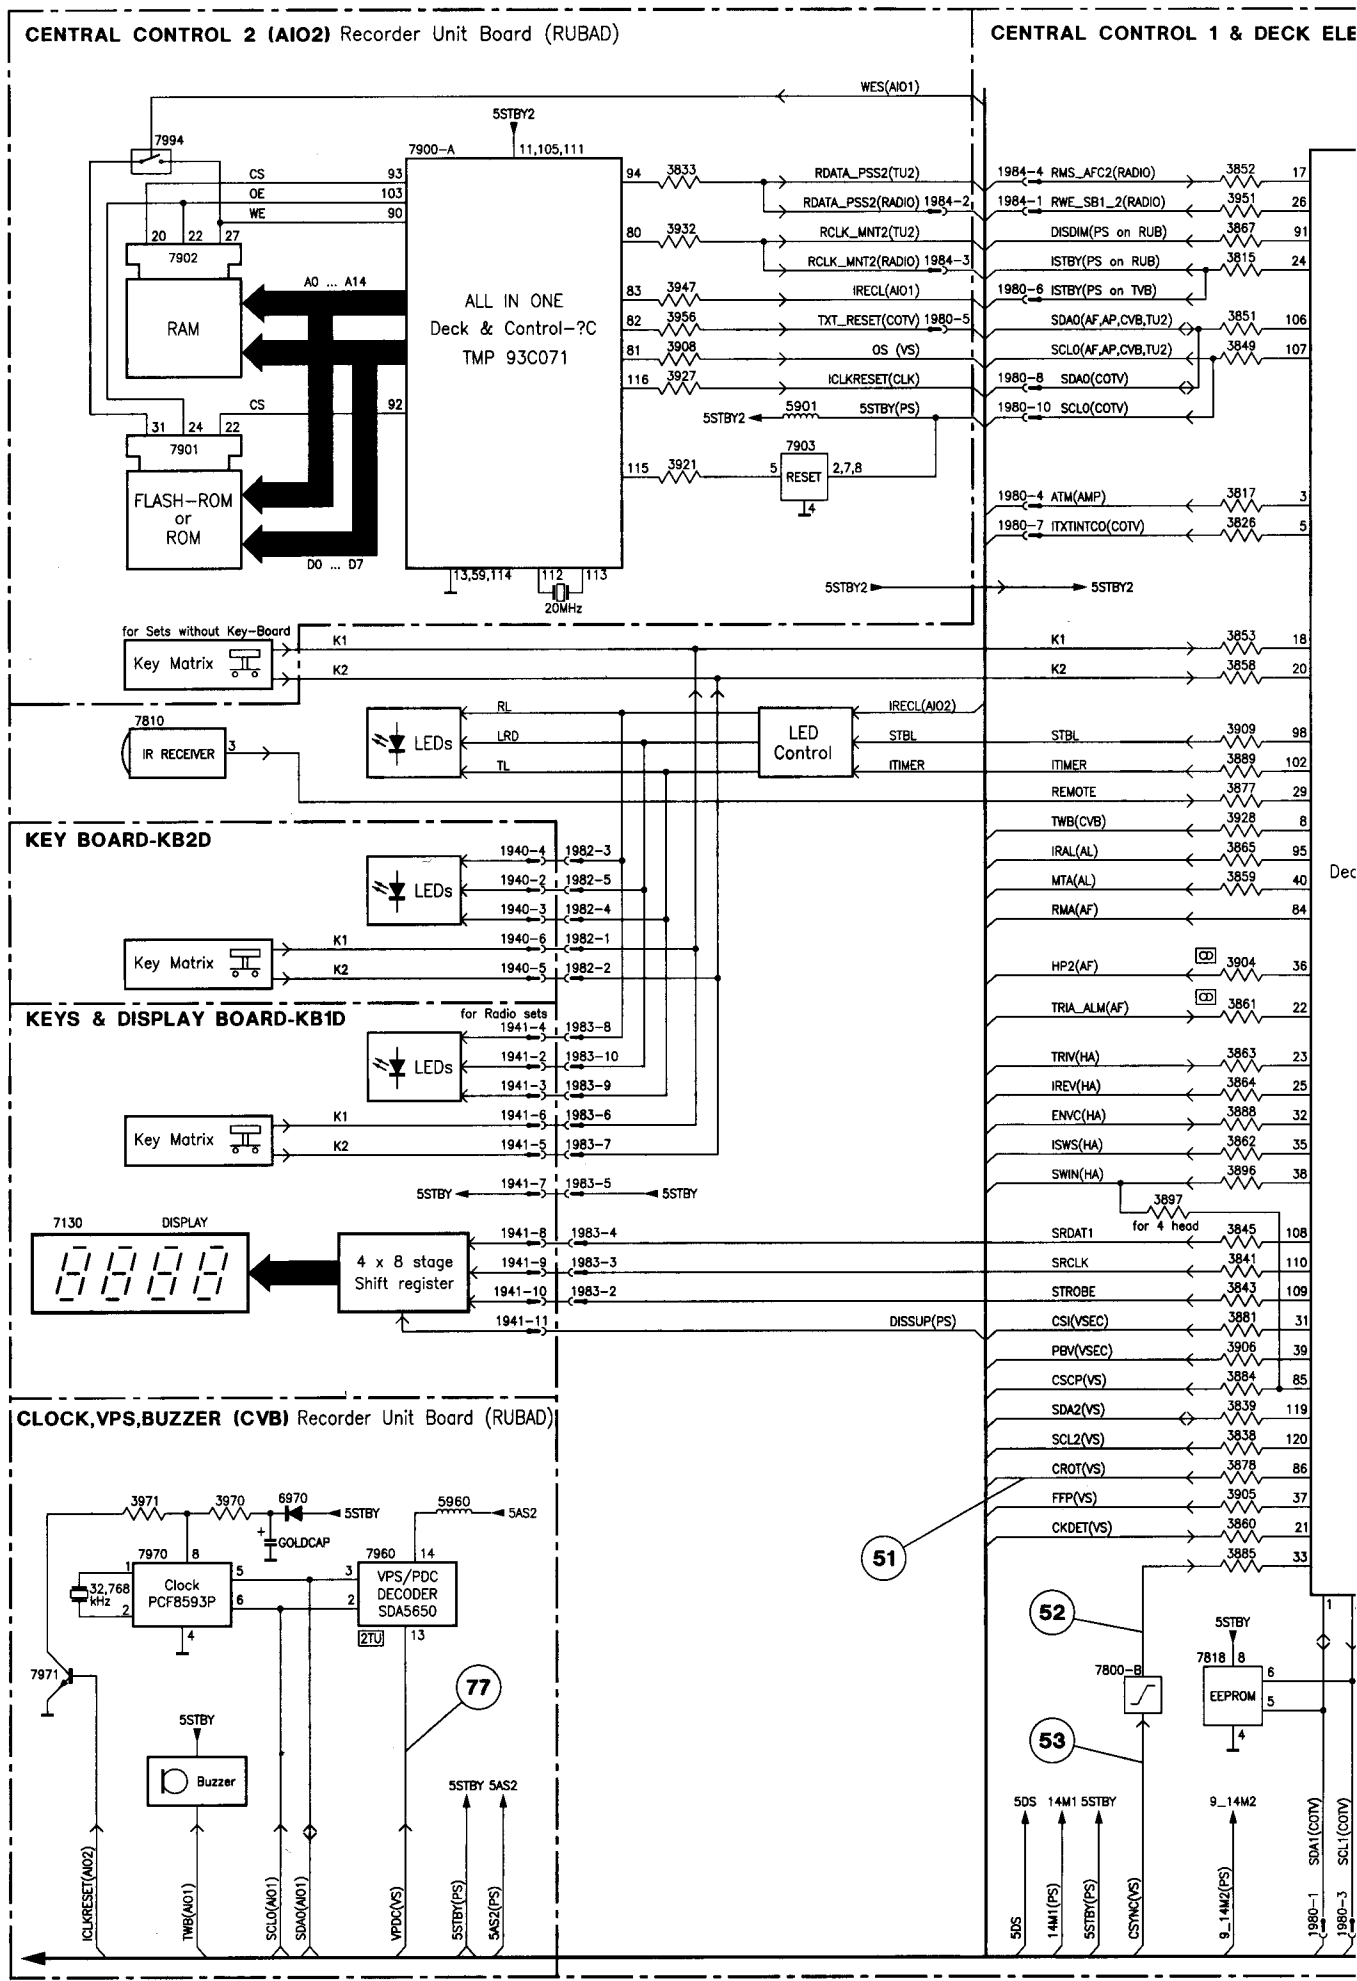 CENTRAL CONTROL 2 (AIO2) Recorder Unit Board (RUBAD)
CENTRAL CONTROL 1 & DECK ELE
WES(AIO1)
5STBY2
7994
7900-A
11,105,111
CS
93
OE
103
WE
90
20
22
27
7902
RAM
A0 ... A14
ALL IN ONE
Deck & Control-?C
TMP 93C071
CS
92
31
24
22
7901
FLASH-ROM
or
ROM
D0 ... D7
13,59,114
112
113
20MHz
94
3833
RDATA_PSS2(TU2)
RDATA_PSS2(RADIO) 1984-2
80
3932
RCLK_MNT2(TU2)
RCLK_MNT2(RADIO) 1984-3
83
3947
IRECL(AIO1)
82
3956
TXT_RESET(COTV) 1980-5
81
3908
OS (VS)
116
3927
ICLKRESET(CLK)
5STBY2
5901
5STBY(PS)
7903
115
3921
5
RESET
2,7,8
4
5STBY2
5STBY2
1984-4 RMS_AFC2(RADIO)
3852
17
1984-1 RWE_SB1_2(RADIO)
3951
26
DISDIM(PS on RUB)
3867
91
ISTBY(PS on RUB)
3815
24
1980-6 ISTBY(PS on TVB)
SDA0(AF,AP,CVB,TU2)
3851
106
SCL0(AF,AP,CVB,TU2)
3849
107
1980-8 SDA0(COTV)
1980-10 SCL0(COTV)
1980-4 ATM(AMP)
3817
3
1980-7 ITXTINTCO(COTV)
3826
5
for Sets without Key-Board
Key Matrix
K1
K2
K1
3853
18
K2
3858
20
7810
IR RECEIVER
3
LEDs
RL
LRD
TL
LED
Control
IRECL(AIO2)
STBL
ITIMER
STBL
3909
98
ITIMER
3889
102
REMOTE
3877
29
TWB(CVB)
3928
8
IRAL(AL)
3865
95
MTA(AL)
3859
40
RMA(AF)
84
Dec
HP2(AF)
3904
36
TRIA_ALM(AF)
3861
22
TRIV(HA)
3863
23
IREV(HA)
3864
25
ENVC(HA)
3888
32
ISWS(HA)
3862
35
SWIN(HA)
3896
38
3897
for 4 head
KEY BOARD-KB2D
LEDs
1940-4
1982-3
1940-2
1982-5
1940-3
1982-4
Key Matrix
K1
1940-6
1982-1
K2
1940-5
1982-2
KEYS & DISPLAY BOARD-KB1D
for Radio sets
LEDs
1941-4
1983-8
1941-2
1983-10
1941-3
1983-9
Key Matrix
K1
1941-6
1983-6
K2
1941-5
1983-7
5STBY
1941-7
1983-5
5STBY
7130
DISPLAY
8888
4 x 8 stage
Shift register
1941-8
1983-4
1941-9
1983-3
1941-10
1983-2
1941-11
DISSUP(PS)
SRDAT1
3845
108
SRCLK
3841
110
STROBE
3843
109
CSI(VSEC)
3881
31
PBV(VSEC)
3906
39
CSCP(VS)
3884
85
SDA2(VS)
3839
119
SCL2(VS)
3838
120
CROT(VS)
3878
86
FFP(VS)
3905
37
CKDET(VS)
3860
21
3885
33
51
CLOCK,VPS,BUZZER (CVB) Recorder Unit Board (RUBAD)
3971
3970
6970
5STBY
+
GOLDCAP
5960
5AS2
7970
8
1
32,768
kHz
2
Clock
PCF8593P
5
6
4
7960
14
3
2
VPS/PDC
DECODER
SDA5650
2TU
13
7971
77
5STBY
Buzzer
5STBY 5AS2
ICLKRESET(AIO2)
TWB(AIO1)
SCL0(AIO1)
SDA0(AIO1)
VPDC(VS)
5STBY(PS)
5AS2(PS)
52
7800-B
53
5STBY
7818
8
EEPROM
6
5
4
1
5DS
14M1
5STBY
9_14M2
5DS
14M1(PS)
5STBY(PS)
CSYNC(VS)
9_14M2(PS)
1980-1
SDA1(COTV)
1980-3
SCL1(COTV)